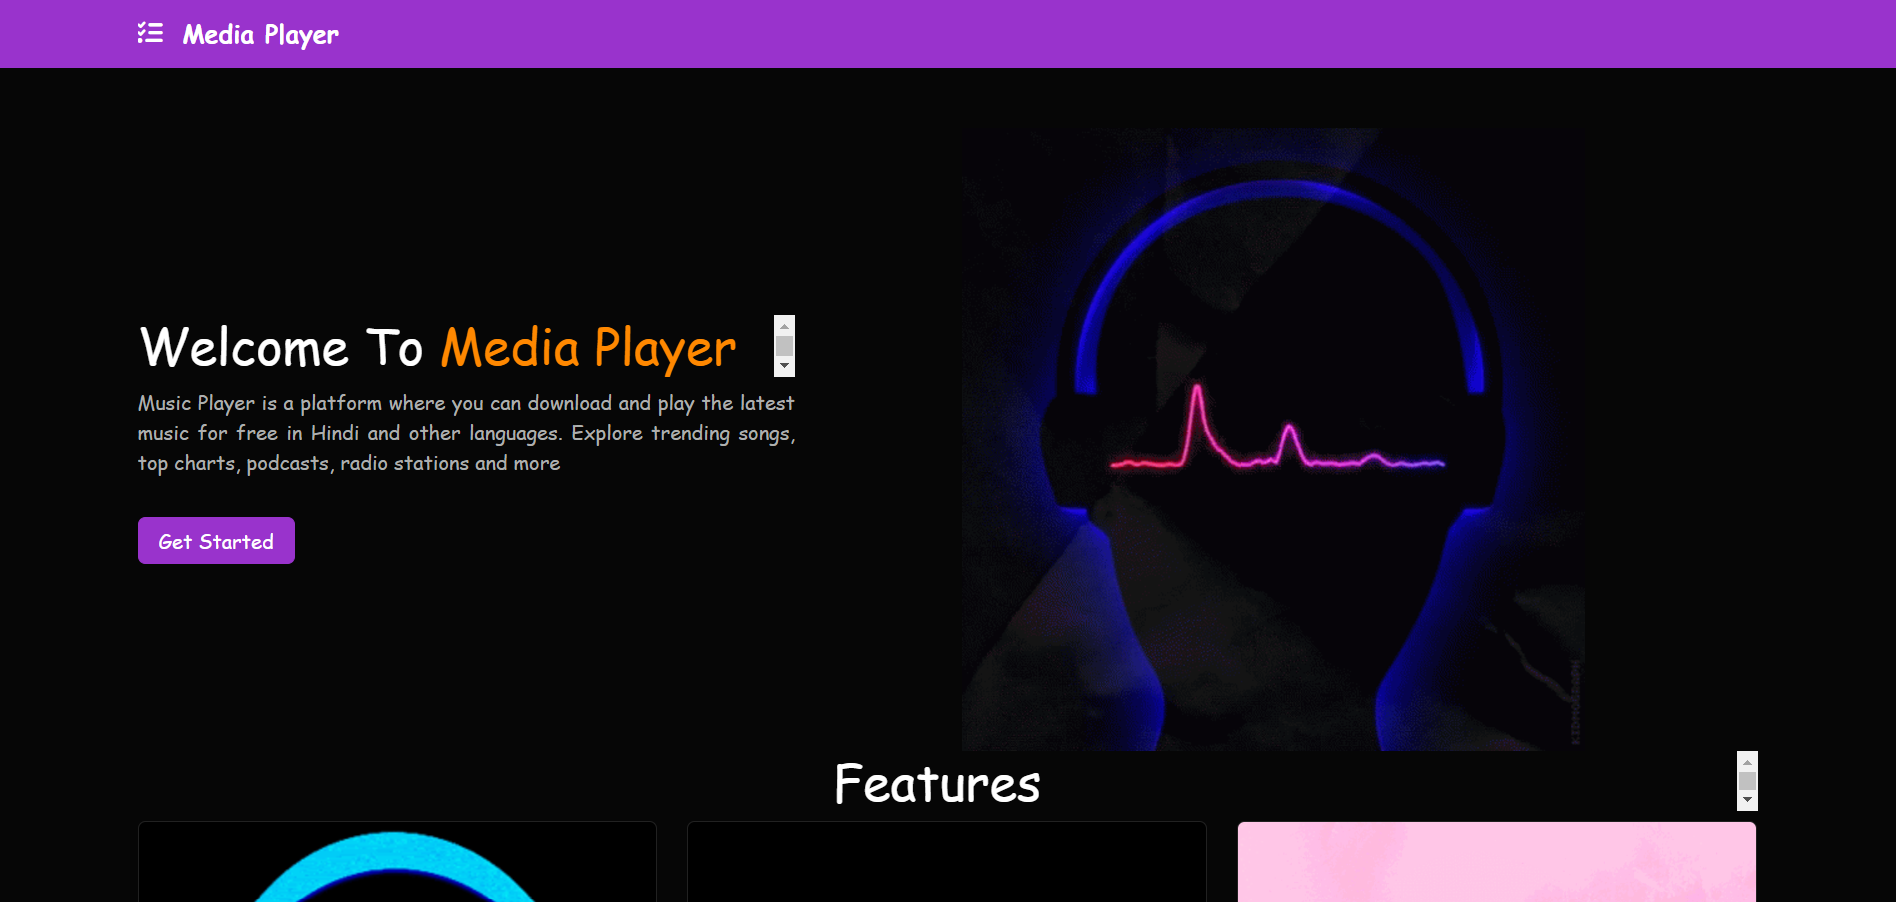 Media Player
Welcome To Media Player
Music Player is a platform where you can download and play the latest
music for free in Hindi and other languages. Explore trending songs,
top charts, podcasts, radio stations and more
Get Started
KIDMOGRAPH
Features